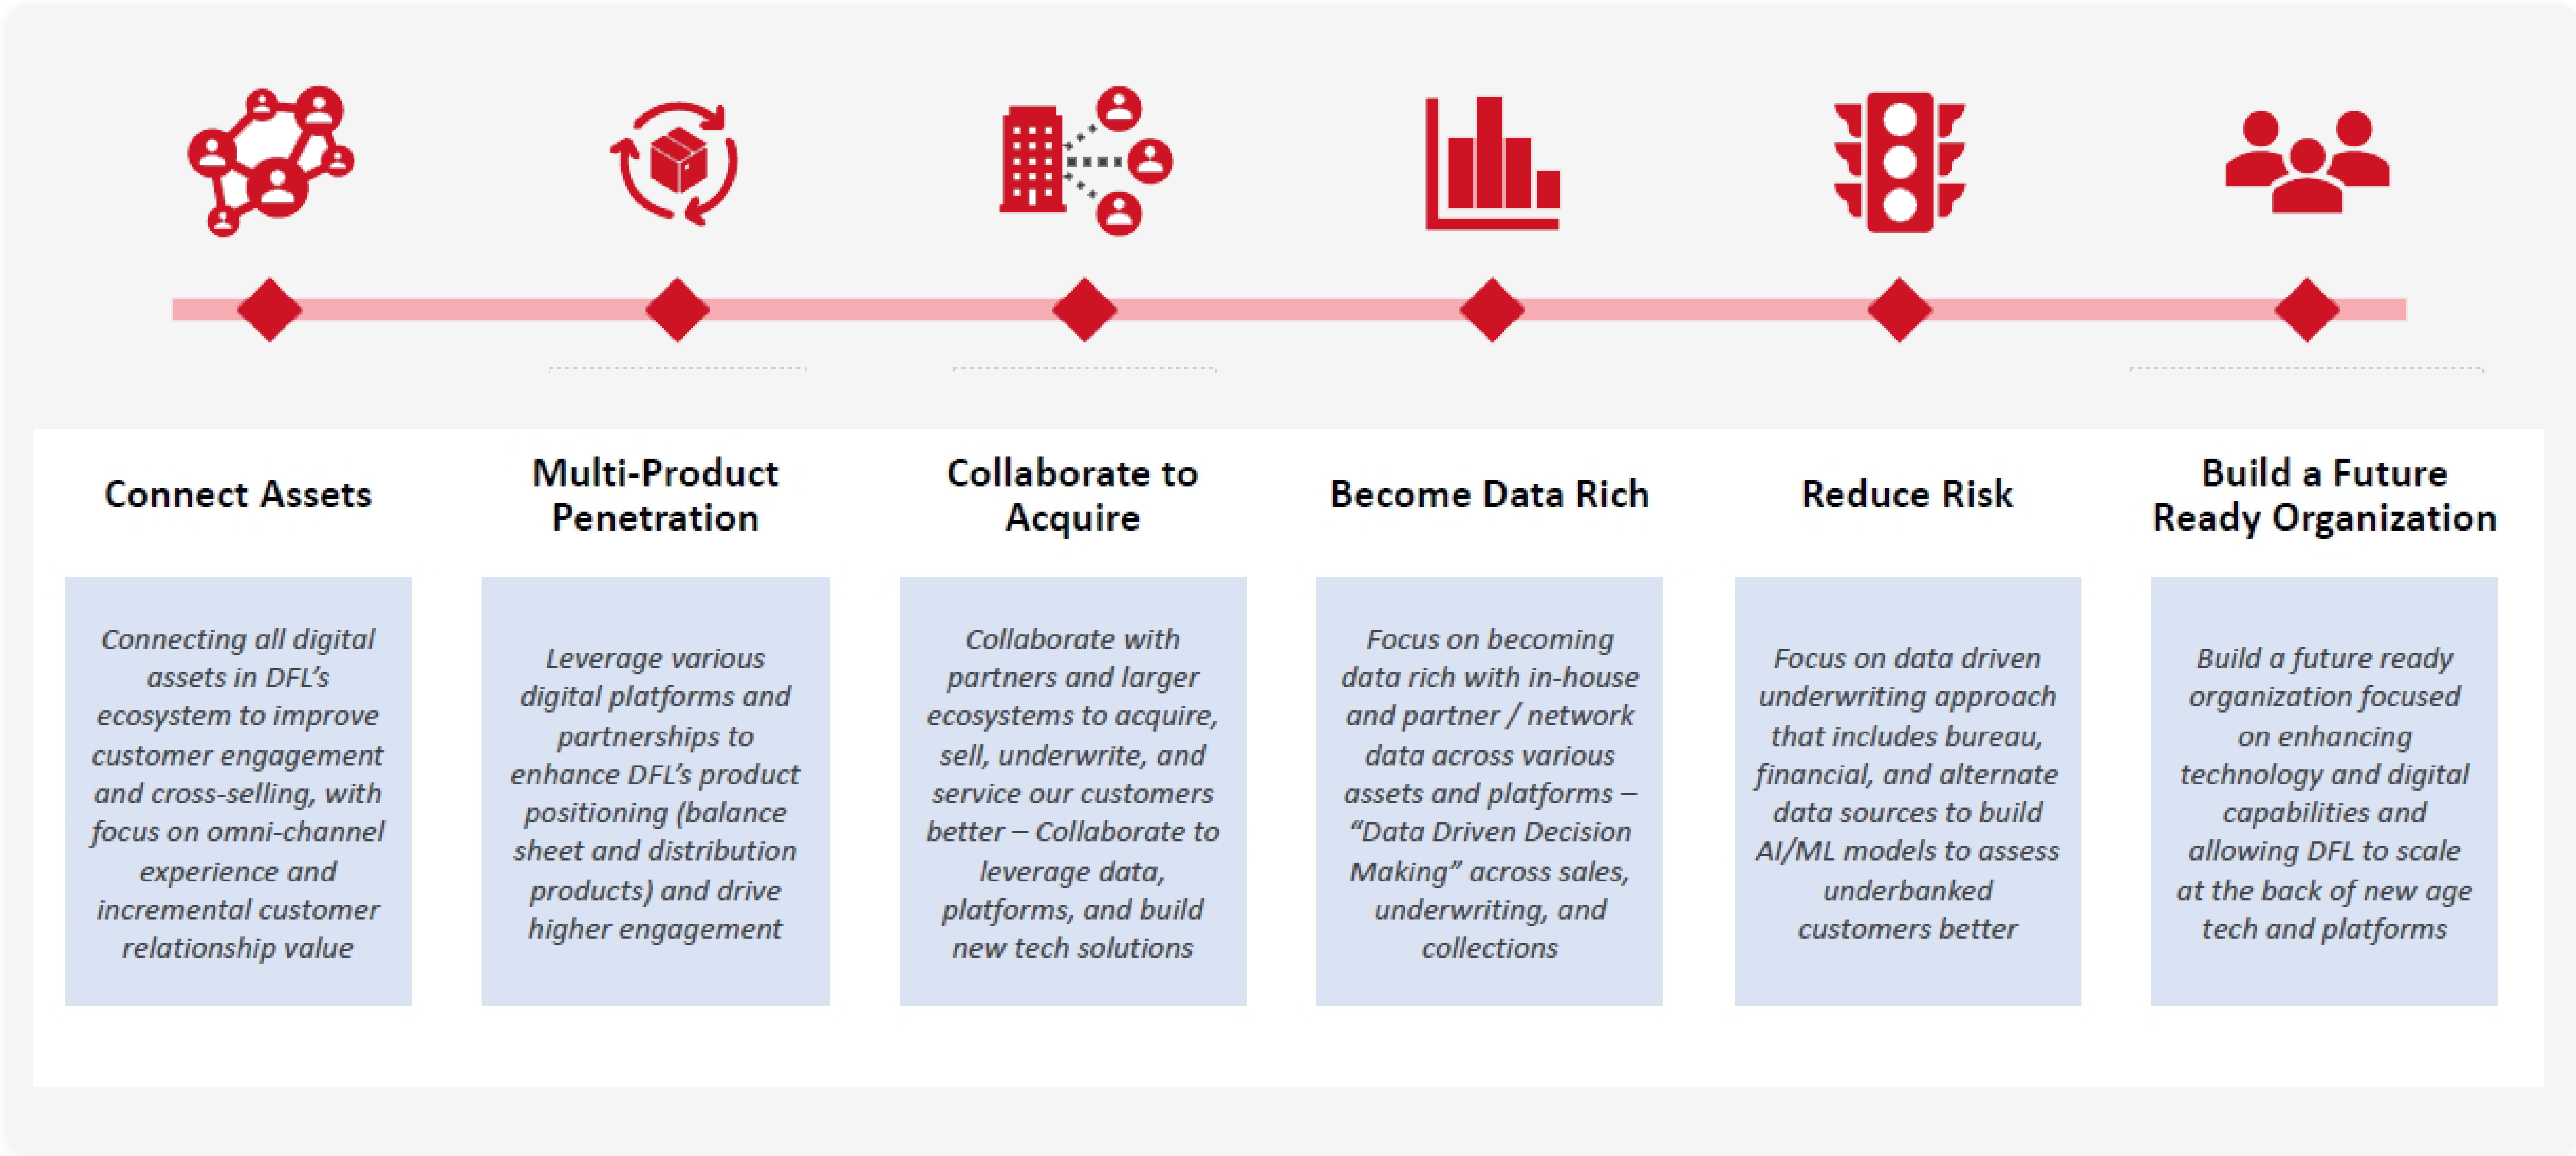 Connect Assets
Multi-Product
Penetration
Collaborate to
Acquire
Become Data Rich
Reduce Risk
Build a Future
Ready Organization
Connecting all digital
assets in DFL’s
ecosystem to improve
customer engagement
and cross-selling, with
focus on omni-channel
experience and
incremental customer
relationship value
Leverage various
digital platforms and
partnerships to
enhance DFL’s product
positioning (balance
sheet and distribution
products) and drive
higher engagement
Collaborate with
partners and larger
ecosystems to acquire,
sell, underwrite, and
service our customers
better – Collaborate to
leverage data,
platforms, and build
new tech solutions
Focus on becoming
data rich with in-house
and partner / network
data across various
assets and platforms –
“Data Driven Decision
Making” across sales,
underwriting, and
collections
Focus on data driven
underwriting approach
that includes bureau,
financial, and alternate
data sources to build
AI/ML models to assess
underbanked
customers better
Build a future ready
organization focused
on enhancing
technology and digital
capabilities and
allowing DFL to scale
at the back of new age
tech and platforms